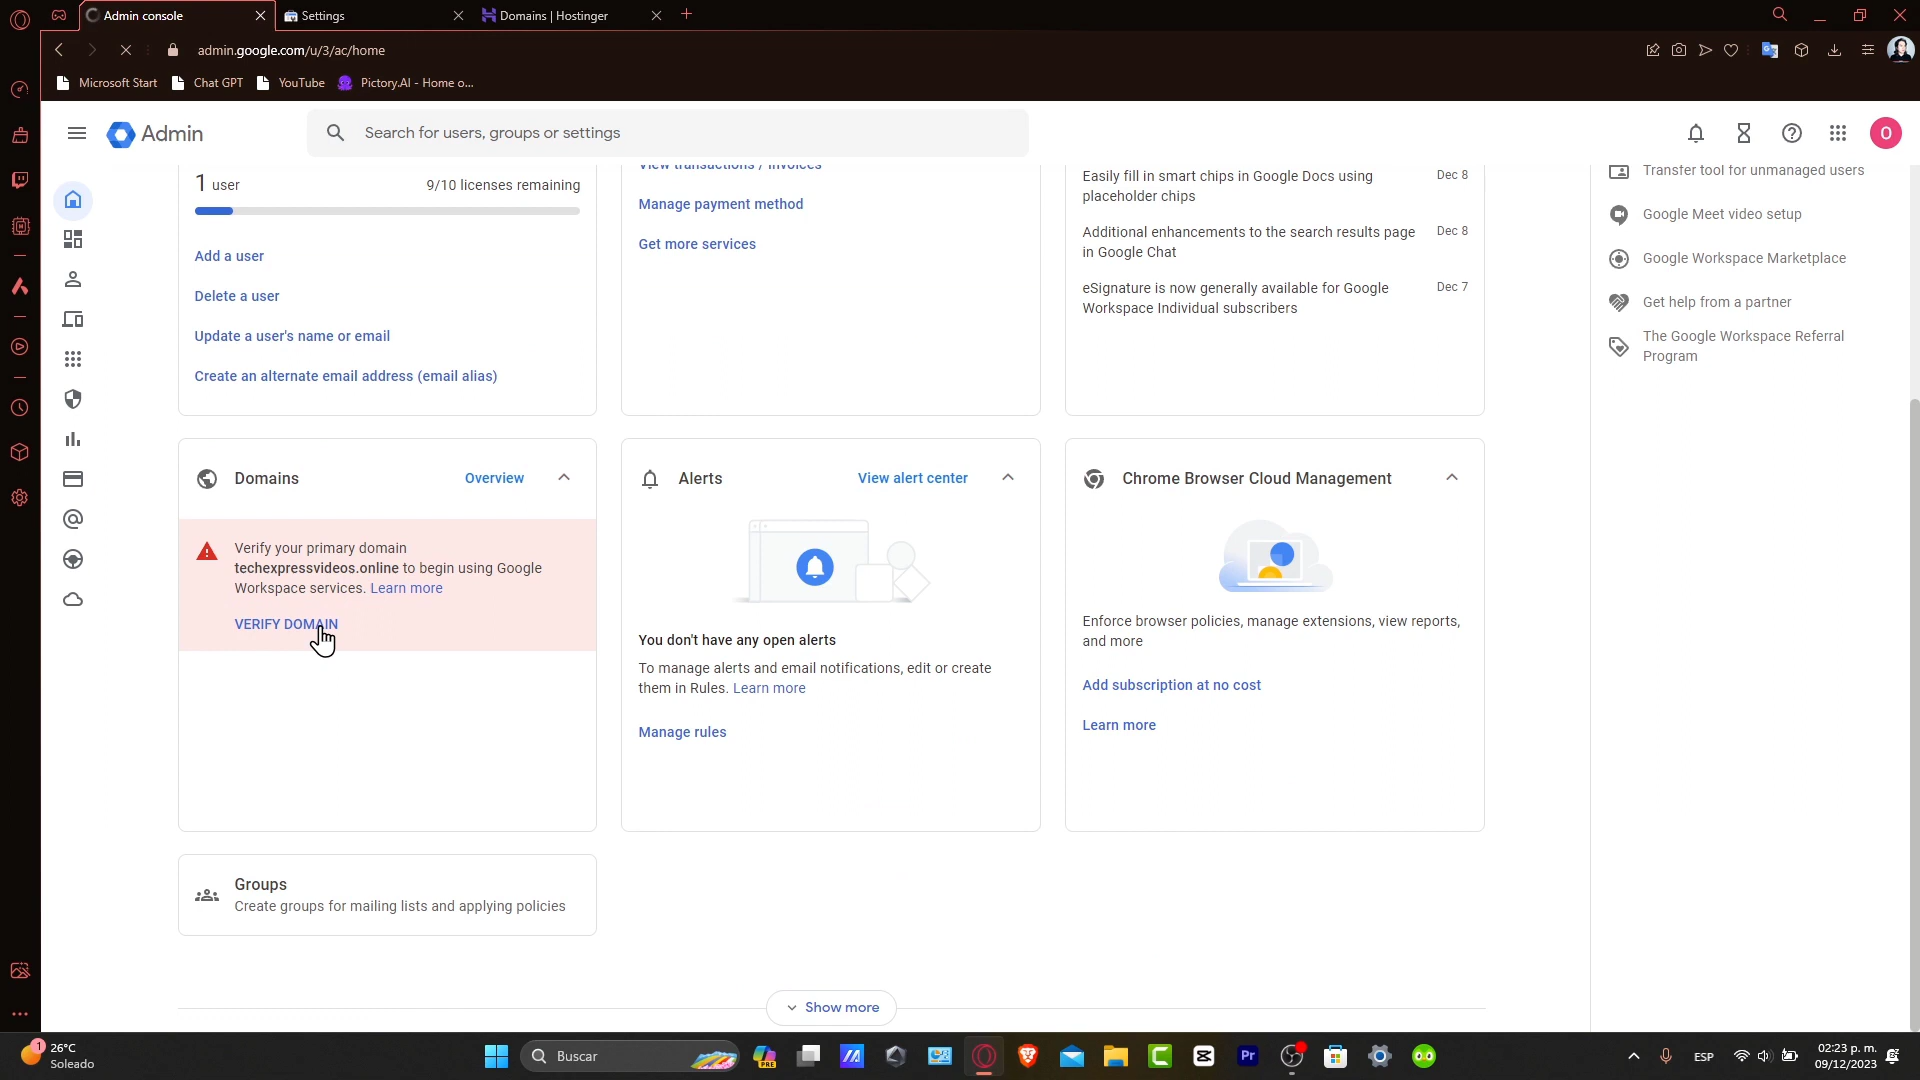 Admin console
Settings
Domains | Hostinger
admin.google.com/u/3/ac/home
Microsoft Start
Chat GPT
YouTube
Pictory.AI - Home o...
Admin
Search for users, groups or settings
O
1 user
9/10 licenses remaining
Add a user
Delete a user
Update a user's name or email
Create an alternate email address (email alias)
View transactions / invoices
Manage payment method
Get more services
Easily fill in smart chips in Google Docs using
placeholder chips
Dec 8
Additional enhancements to the search results page
in Google Chat
Dec 8
eSignature is now generally available for Google
Workspace Individual subscribers
Dec 7
Transfer tool for unmanaged users
Google Meet video setup
Google Workspace Marketplace
Get help from a partner
The Google Workspace Referral
Program
Domains
Overview
Verify your primary domain
techexpressvideos.online to begin using Google
Workspace services. Learn more
VERIFY DOMAIN
Alerts
View alert center
You don't have any open alerts
To manage alerts and email notifications, edit or create
them in Rules. Learn more
Manage rules
Chrome Browser Cloud Management
Enforce browser policies, manage extensions, view reports,
and more
Add subscription at no cost
Learn more
Groups
Create groups for mailing lists and applying policies
Show more
1
26°C
Soleado
Buscar
PRE
Pr
ESP
02:23 p. m.
09/12/2023